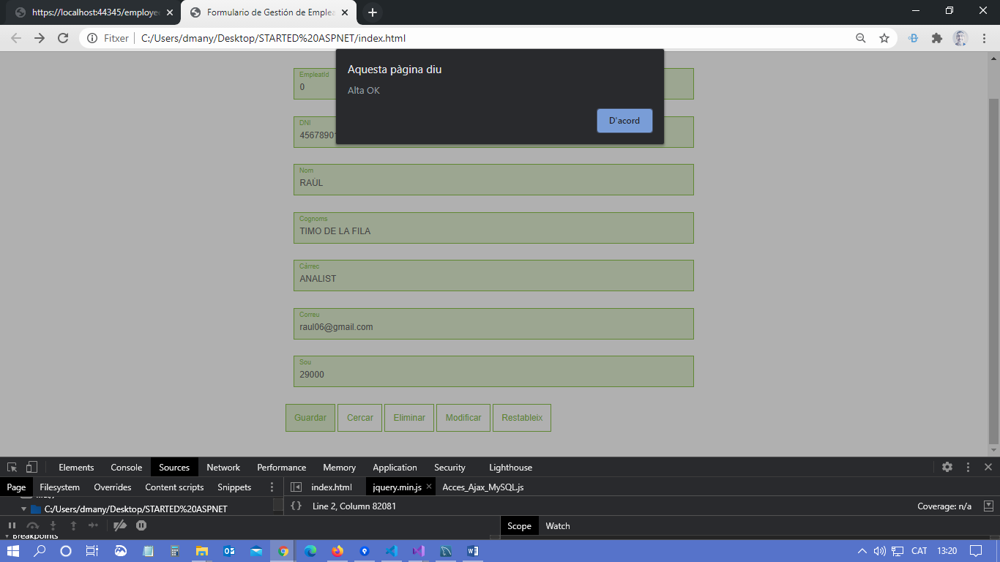 https://localhost:44345/employe
Formulario de Gestión de Emplea
Fitxer
C:/Users/dmany/Desktop/STARTED%20ASPNET/index.html
Aquesta pàgina diu
Alta OK
D'acord
EmpleatId
0
DNI
4567890
Nom
RAÚL
Cognoms
TIMO DE LA FILA
Càrrec
ANALIST
Correu
raul06@gmail.com
Sou
29000
Guardar
Cercar
Eliminar
Modificar
Restableix
Elements
Console
Sources
Network
Performance
Memory
Application
Security
Lighthouse
Page
Filesystem
Overrides
Content scripts
Snippets
index.html
jquery.min.js
Acces_Ajax_MySQL.js
C:/Users/dmany/Desktop/STARTED%20ASPNET
{}
Line 2, Column 82081
Coverage: n/a
Scope
Watch
Breakpoints
CAT
13:20